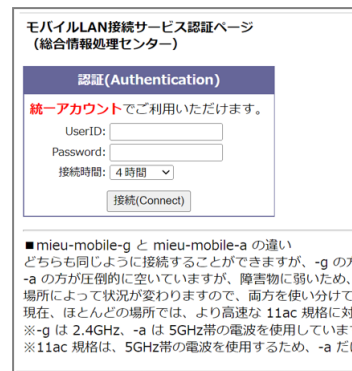 モバイルLAN接続サービス認証ページ
（総合情報処理センター）
認証(Authentication)
統一アカウントでご利用いただけます。
UserID:
Password:
接続時間: 4時間
接続(Connect)
■mieu-mobile-g と mieu-mobile-a の違い
どちらも同じように接続することができますが、-g の
-a の方が圧倒的に空いていますが、障害物に弱いため、
場所によって状況が変わりますので、両方を使い分けて
現在、ほとんどの場所では、より高速な 11ac 規格に
※-g は 2.4GHz、-a は 5GHz帯の電波を使用していま
※11ac 規格は、5GHz帯の電波を使用するため、-a だ